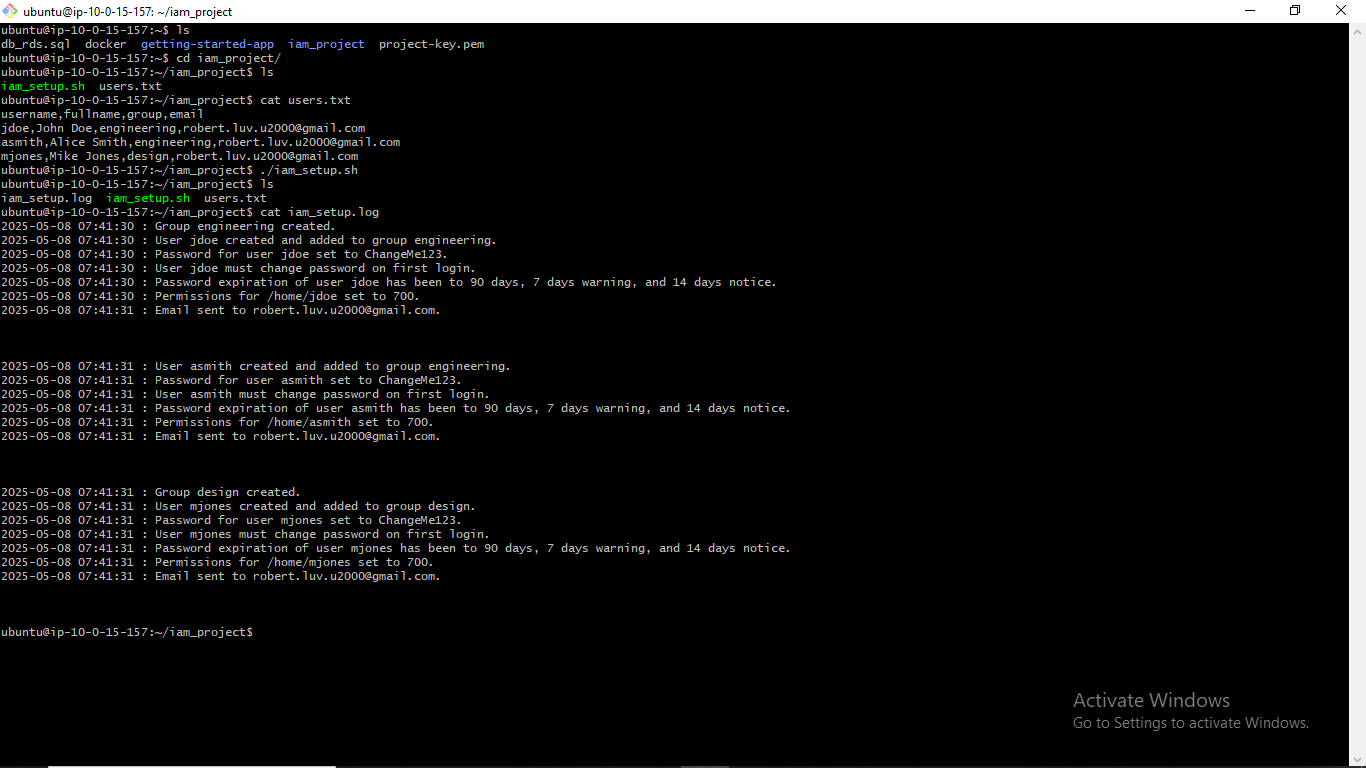 ubuntu@ip-10-0-15-157: ~/iam_project
ubuntu@ip-10-0-15-157:~$ ls
db_rds.sql  docker  getting-started-app  iam_project  project-key.pem
ubuntu@ip-10-0-15-157:~$ cd iam_project/
ubuntu@ip-10-0-15-157:~/iam_project$ ls
iam_setup.sh  users.txt
ubuntu@ip-10-0-15-157:~/iam_project$ cat users.txt
username,fullname,group,email
jdoe,John Doe,engineering,robert.luv.u2000@gmail.com
asmith,Alice Smith,engineering,robert.luv.u2000@gmail.com
mjones,Mike Jones,design,robert.luv.u2000@gmail.com
ubuntu@ip-10-0-15-157:~/iam_project$ ./iam_setup.sh
ubuntu@ip-10-0-15-157:~/iam_project$ ls
iam_setup.log  iam_setup.sh  users.txt
ubuntu@ip-10-0-15-157:~/iam_project$ cat iam_setup.log
2025-05-08 07:41:30 : Group engineering created.
2025-05-08 07:41:30 : User jdoe created and added to group engineering.
2025-05-08 07:41:30 : Password for user jdoe set to ChangeMe123.
2025-05-08 07:41:30 : User jdoe must change password on first login.
2025-05-08 07:41:30 : Password expiration of user jdoe has been to 90 days, 7 days warning, and 14 days notice.
2025-05-08 07:41:30 : Permissions for /home/jdoe set to 700.
2025-05-08 07:41:31 : Email sent to robert.luv.u2000@gmail.com.
2025-05-08 07:41:31 : User asmith created and added to group engineering.
2025-05-08 07:41:31 : Password for user asmith set to ChangeMe123.
2025-05-08 07:41:31 : User asmith must change password on first login.
2025-05-08 07:41:31 : Password expiration of user asmith has been to 90 days, 7 days warning, and 14 days notice.
2025-05-08 07:41:31 : Permissions for /home/asmith set to 700.
2025-05-08 07:41:31 : Email sent to robert.luv.u2000@gmail.com.
2025-05-08 07:41:31 : Group design created.
2025-05-08 07:41:31 : User mjones created and added to group design.
2025-05-08 07:41:31 : Password for user mjones set to ChangeMe123.
2025-05-08 07:41:31 : User mjones must change password on first login.
2025-05-08 07:41:31 : Password expiration of user mjones has been to 90 days, 7 days warning, and 14 days notice.
2025-05-08 07:41:31 : Permissions for /home/mjones set to 700.
2025-05-08 07:41:31 : Email sent to robert.luv.u2000@gmail.com.
ubuntu@ip-10-0-15-157:~/iam_project$
Activate Windows
Go to Settings to activate Windows.